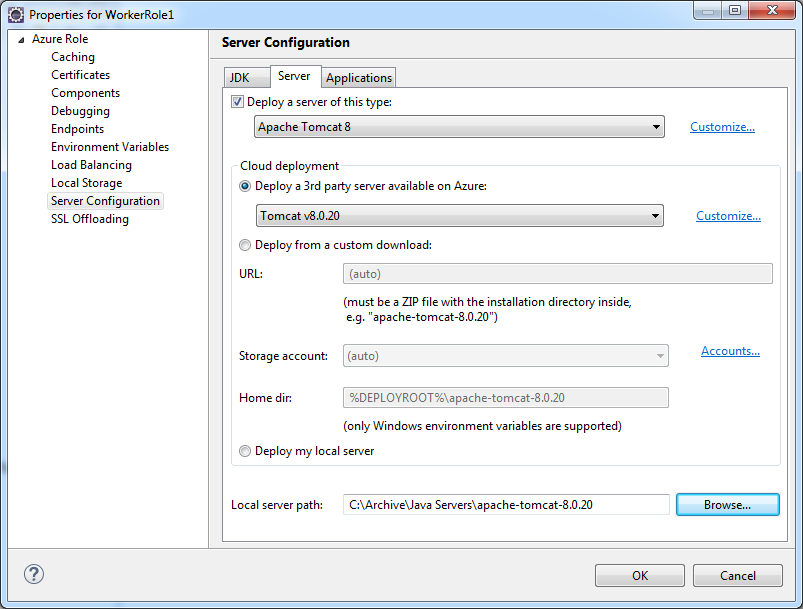 Properties for WorkerRole1
Azure Role
Caching
Certificates
Components
Debugging
Endpoints
Environment Variables
Load Balancing
Local Storage
Server Configuration
SSL Offloading
Server Configuration
JDK Server Applications
Deploy a server of this type:
Apache Tomcat 8 Customize...
Cloud deployment
Deploy a 3rd party server available on Azure:
Tomcat v8.0.20 Customize...
Deploy from a custom download:
URL: (auto)
(must be a ZIP file with the installation directory inside,
e.g. "apache-tomcat-8.0.20")
Storage account: (auto) Accounts...
Home dir: %DEPLOYROOT%\apache-tomcat-8.0.20
(only Windows environment variables are supported)
Deploy my local server
Local server path: C:\Archive\Java Servers\apache-tomcat-8.0.20 Browse...
? OK Cancel